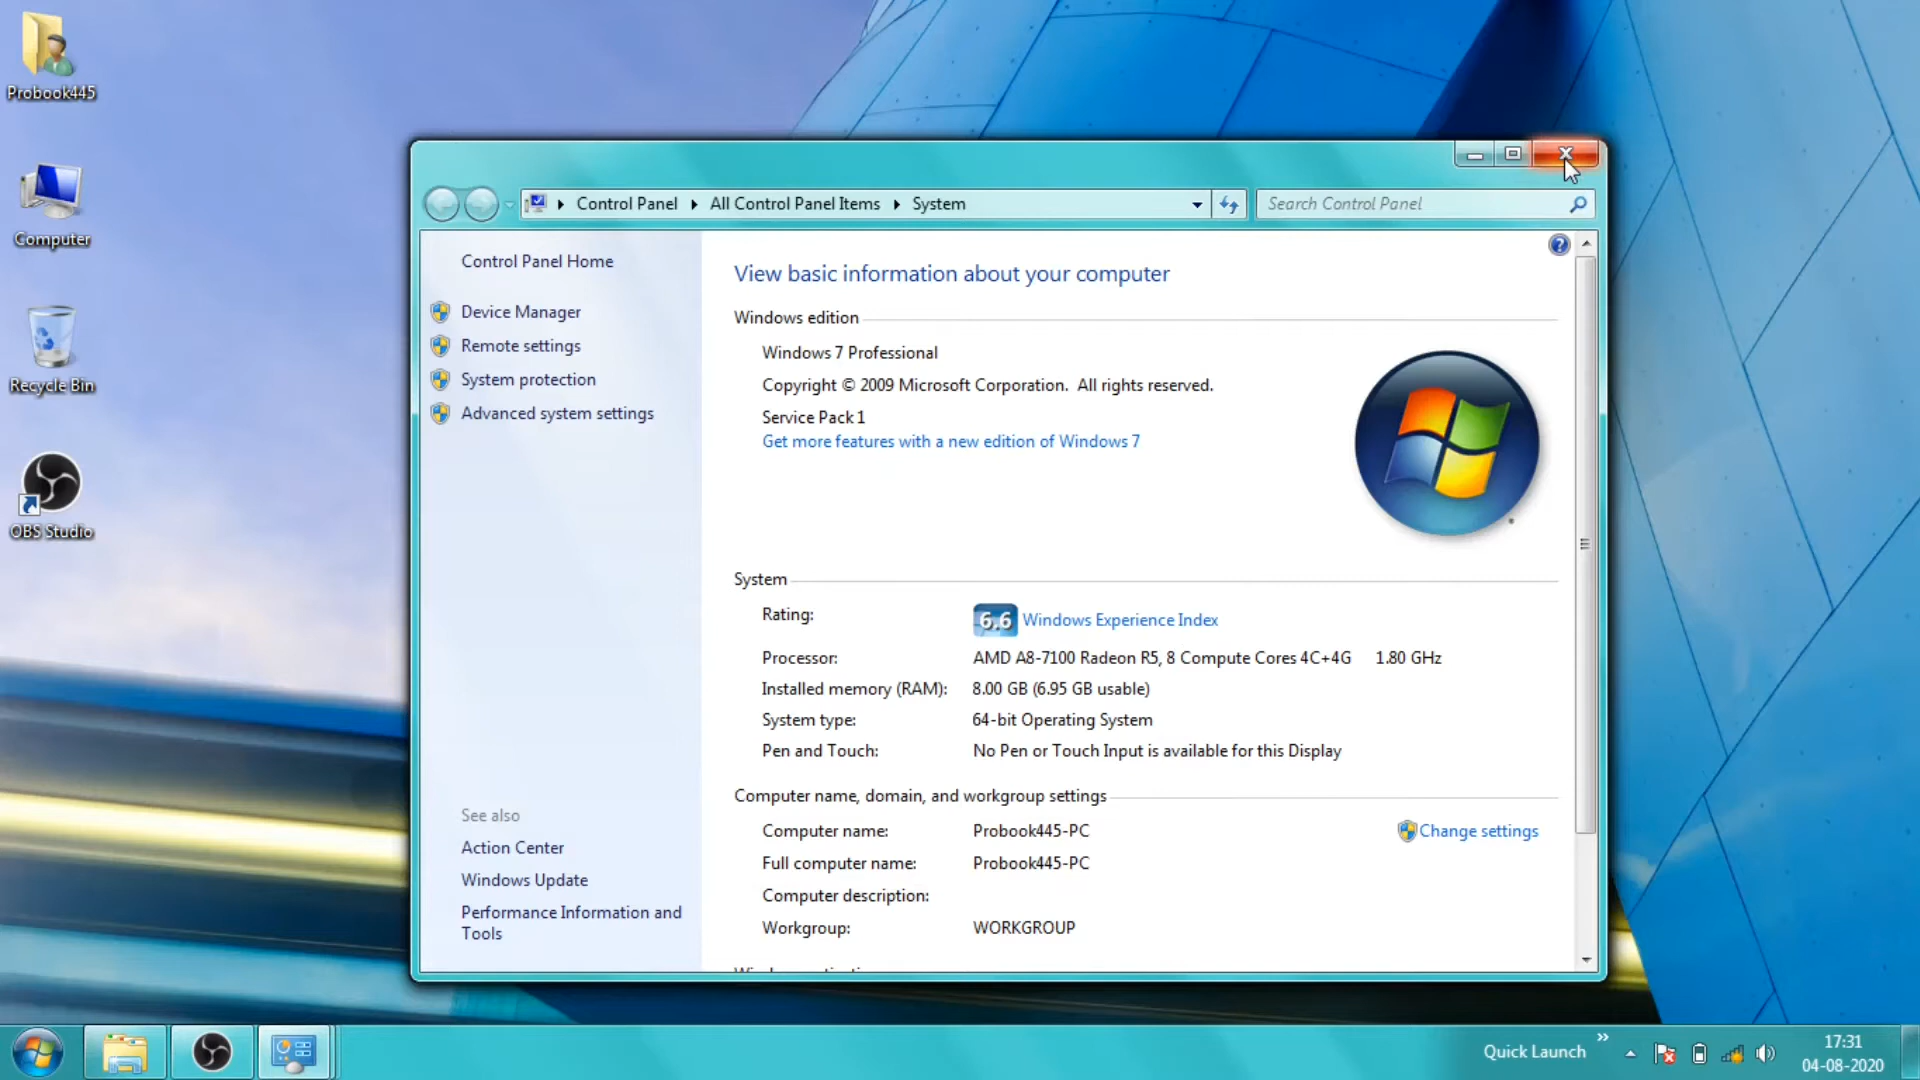 Probook445
Computer
Recycle Bin
OBS Studio
Control Panel
All Control Panel Items
System
Search Control Panel
Control Panel Home
Device Manager
Remote settings
System protection
Advanced system settings
See also
Action Center
Windows Update
Performance Information and
Tools
View basic information about your computer
Windows edition
Windows 7 Professional
Copyright © 2009 Microsoft Corporation. All rights reserved.
Service Pack 1
Get more features with a new edition of Windows 7
System
Rating: 6.6 Windows Experience Index
Processor: AMD A8-7100 Radeon R5, 8 Compute Cores 4C+4G 1.80 GHz
Installed memory (RAM): 8.00 GB (6.95 GB usable)
System type: 64-bit Operating System
Pen and Touch: No Pen or Touch Input is available for this Display
Computer name, domain, and workgroup settings
Computer name: Probook445-PC Change settings
Full computer name: Probook445-PC
Computer description:
Workgroup: WORKGROUP
Quick Launch
17:31
04-08-2020